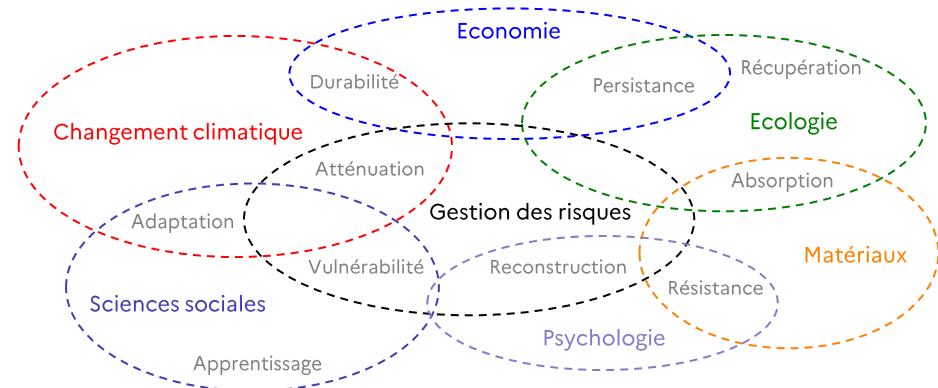 Economie
Durabilité
Persistance
Récupération
Changement climatique
Ecologie
Atténuation
Absorption
Adaptation
Gestion des risques
Vulnérabilité
Reconstruction
Matériaux
Sciences sociales
Résistance
Psychologie
Apprentissage